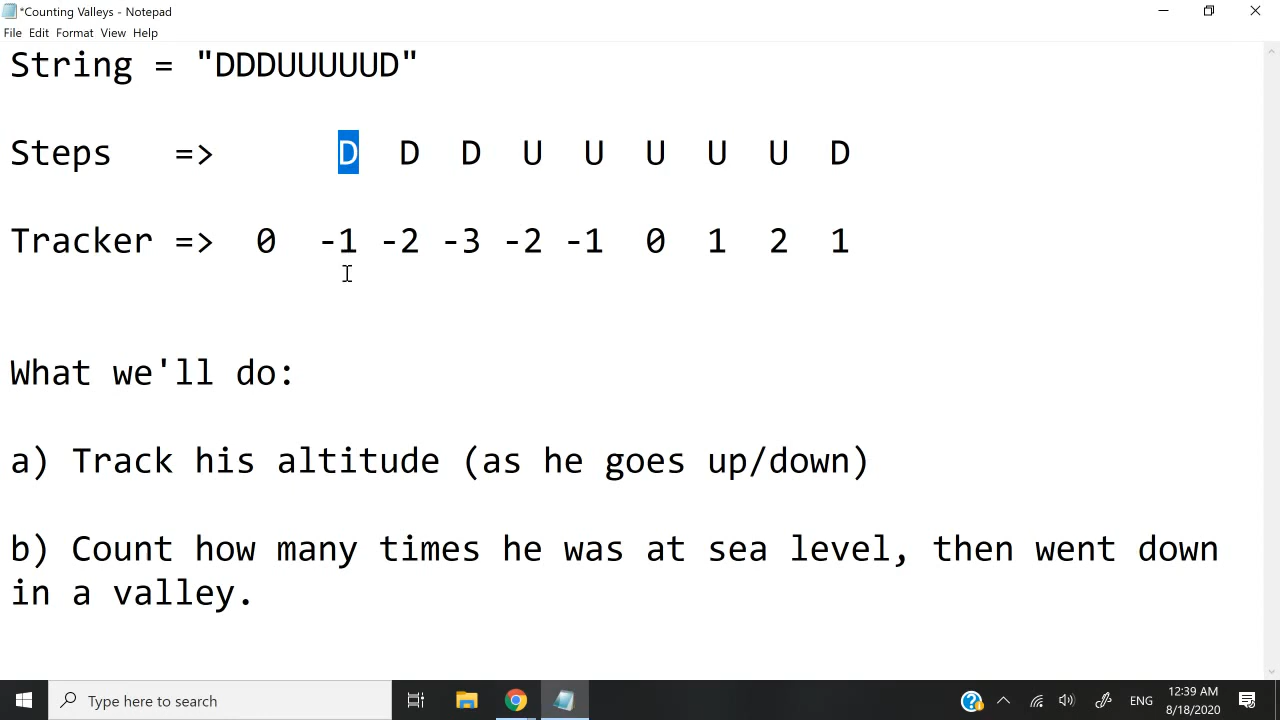 *Counting Valleys - Notepad
File Edit Format View Help
String = "DDDUUUUUD"
Steps => D D D U U U U U D
Tracker => 0 -1 -2 -3 -2 -1 0 1 2 1
What we'll do:
a) Track his altitude (as he goes up/down)
b) Count how many times he was at sea level, then went down
in a valley.
Type here to search
ENG
12:39 AM
8/18/2020